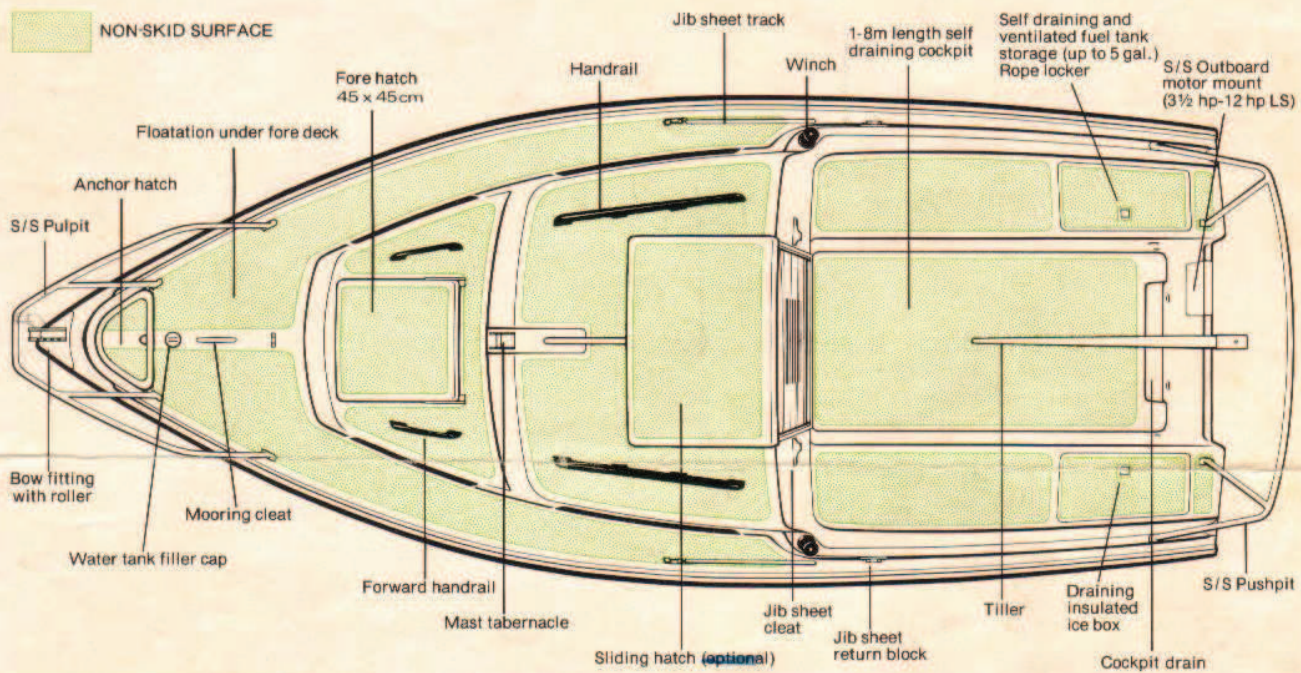 NON-SKID SURFACE
Jib sheet track
1-8m length self
draining cockpit
Self draining and
ventilated fuel tank
storage (up to 5 gal.)
Rope locker
S/S Outboard
motor mount
(3½ hp-12 hp LS)
Handrail
Winch
Fore hatch
45 x 45cm
Floatation under fore deck
Anchor hatch
S/S Pulpit
Bow fitting
with roller
Mooring cleat
Water tank filler cap
Forward handrail
Mast tabernacle
Sliding hatch (optional)
Jib sheet
cleat
Jib sheet
return block
Tiller
Draining
insulated
ice box
S/S Pushpit
Cockpit drain